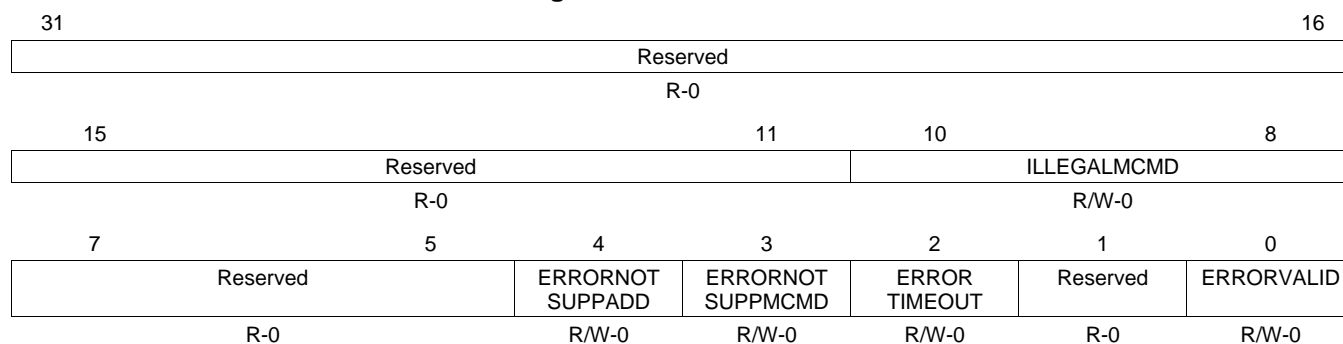 31 16
Reserved
R-0
15 11 10 8
Reserved ILLEGALMCMD
R-0 R/W-0
7 5 4 3 2 1 0
Reserved ERRORNOT SUPPADD ERRORNOT SUPPMCMD ERROR TIMEOUT Reserved ERRORVALID
R-0 R/W-0 R/W-0 R/W-0 R-0 R/W-0